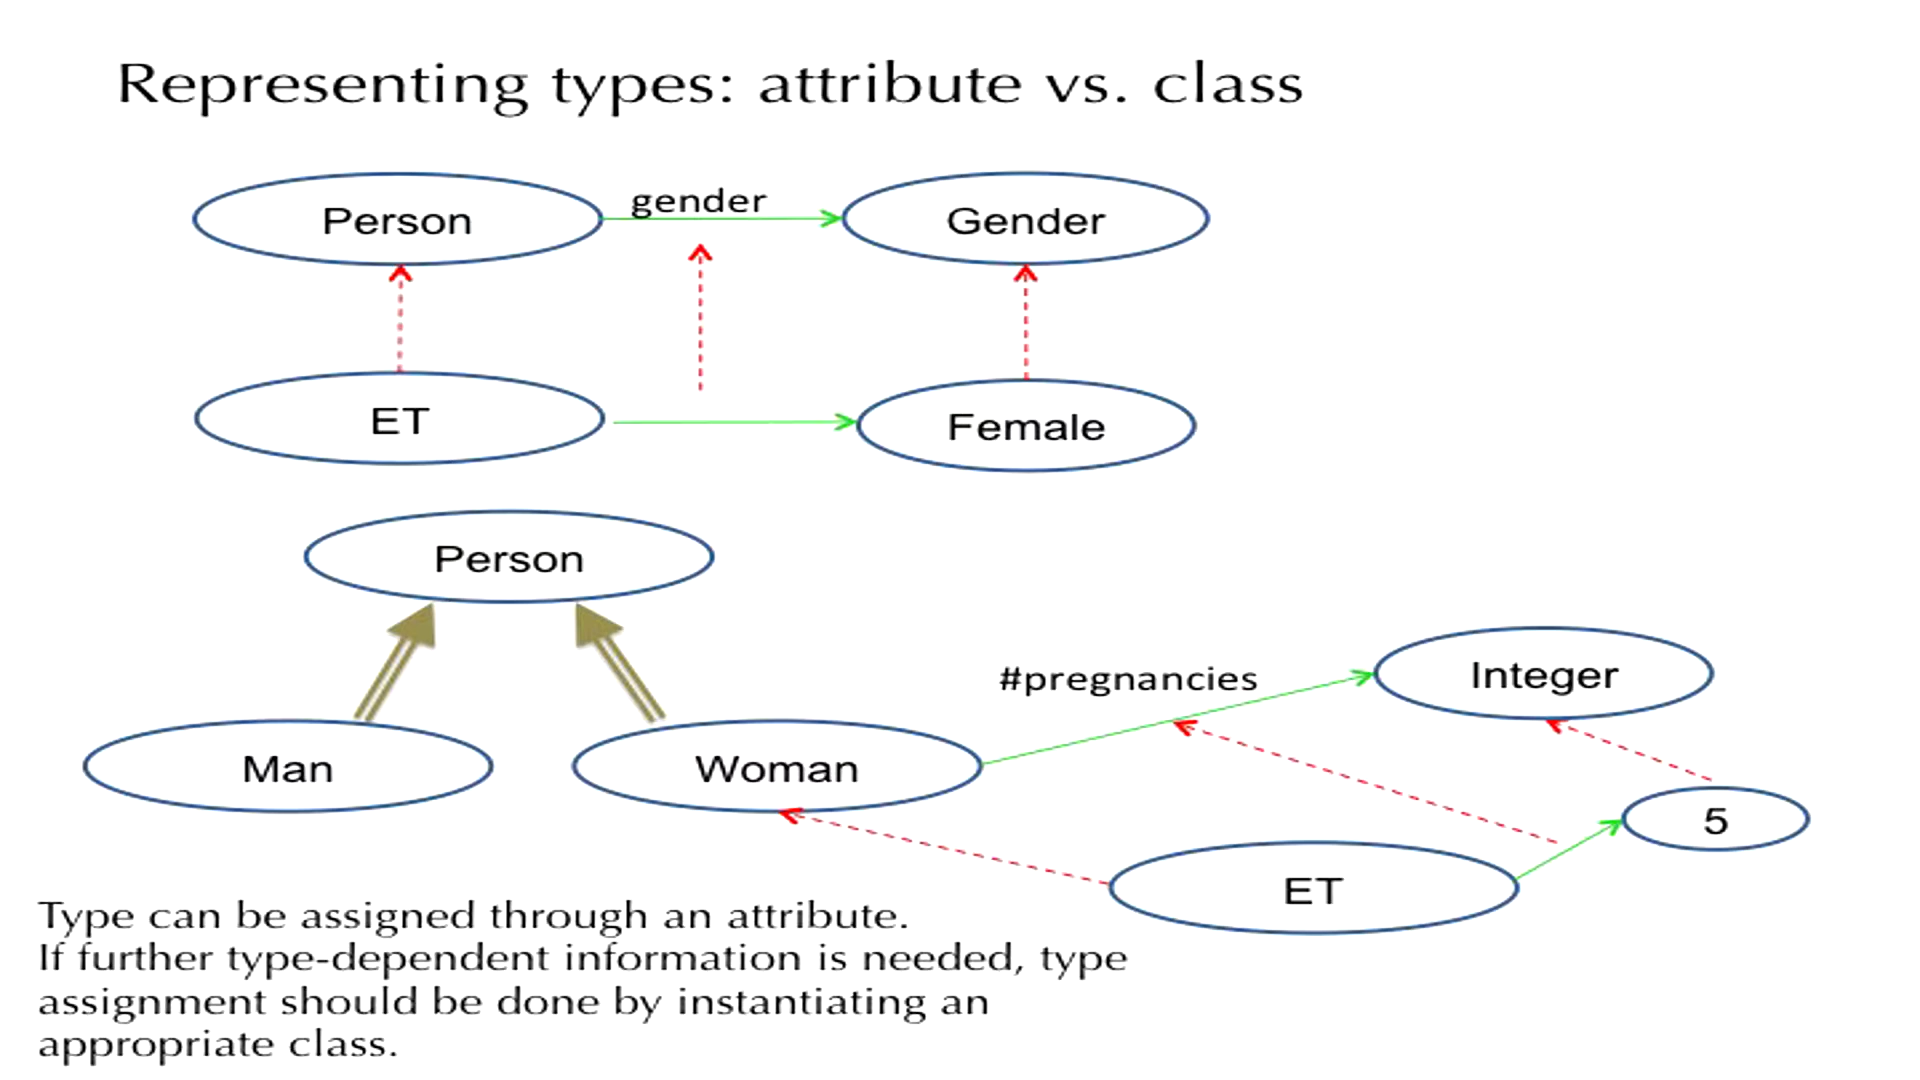 Representing types: attribute vs. class
Person
gender
Gender
ET
Female
Person
#pregnancies
Integer
Man
Woman
5
ET
Type can be assigned through an attribute.
If further type-dependent information is needed, type
assignment should be done by instantiating an
appropriate class.